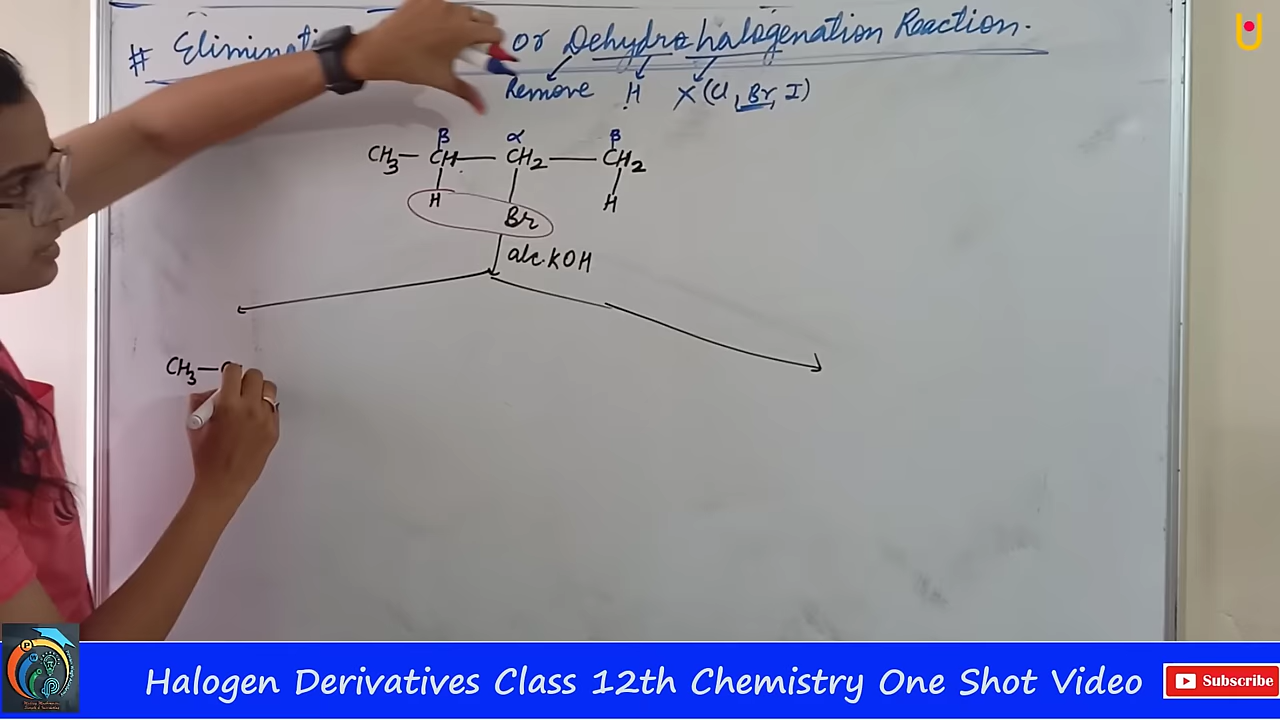 # or Dehydrohalogenation Reaction.
Remove H X (Cl, Br, I)
β α β
CH3 — CH — CH2 — CH2
H Br H
alc. KOH
CH3 —
Halogen Derivatives Class 12th Chemistry One Shot Video
Subscribe